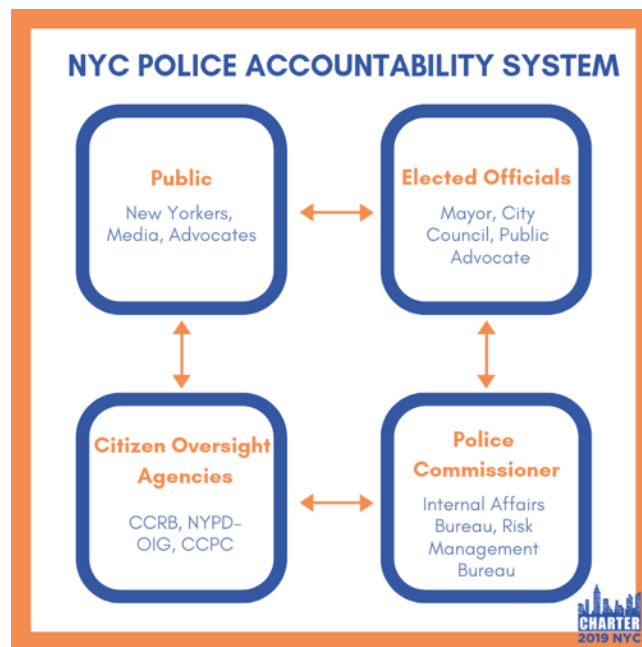 NYC POLICE ACCOUNTABILITY SYSTEM
Public
New Yorkers,
Media, Advocates
Elected Officials
Mayor, City
Council, Public
Advocate
Citizen Oversight
Agencies
CCRB, NYPD-
OIG, CCPC
Police
Commissioner
Internal Affairs
Bureau, Risk
Management
Bureau
CHARTER
2019 NYC